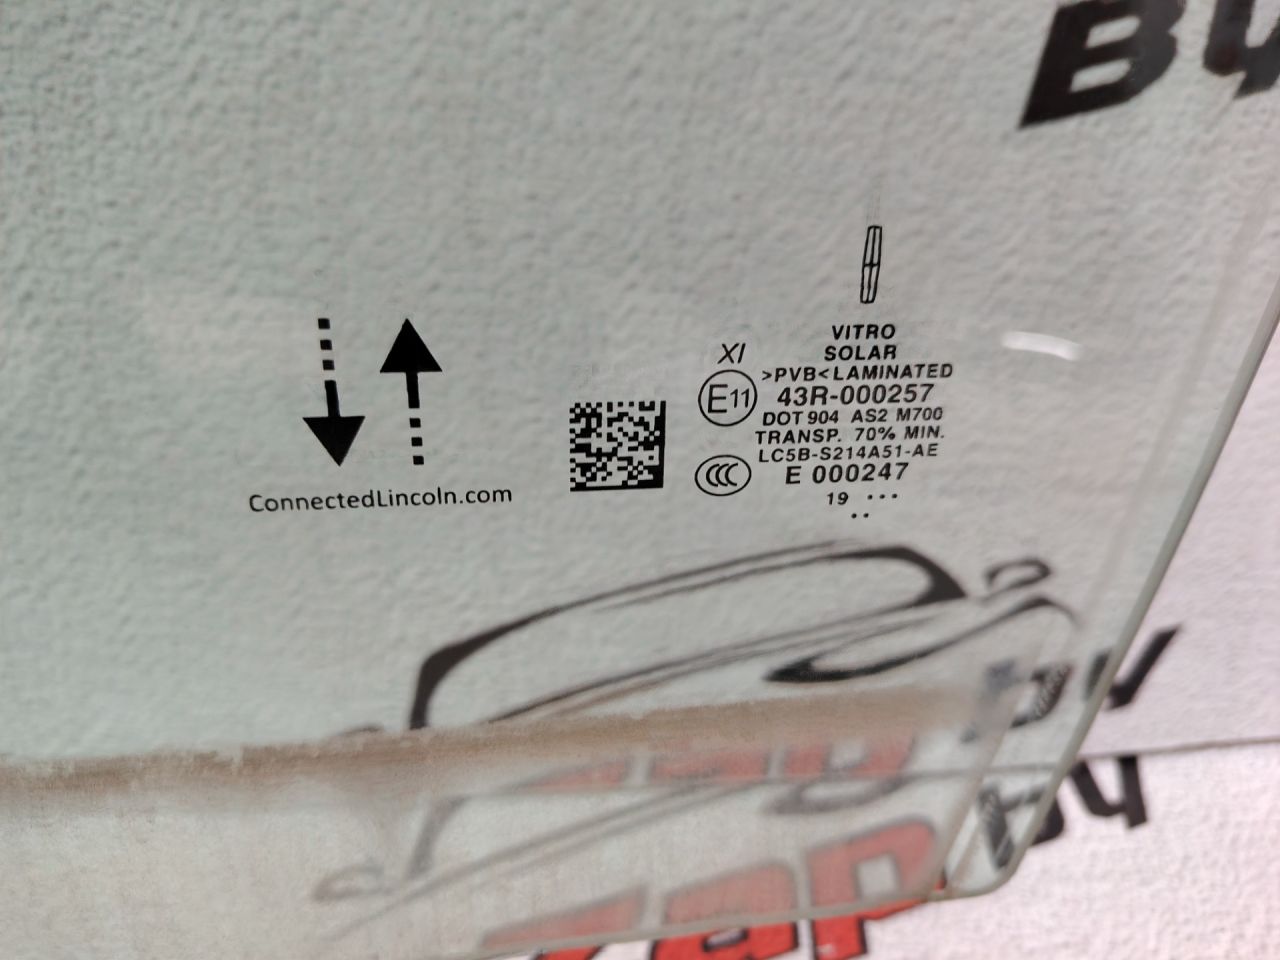 VITRO
SOLAR
>PVB< LAMINATED
XI
E11
43R-000257
DOT 904 AS2 M700
TRANSP. 70% MIN.
LC5B-S214A51-AE
CCC
E 000247
19 ...
..
ConnectedLincoln.com